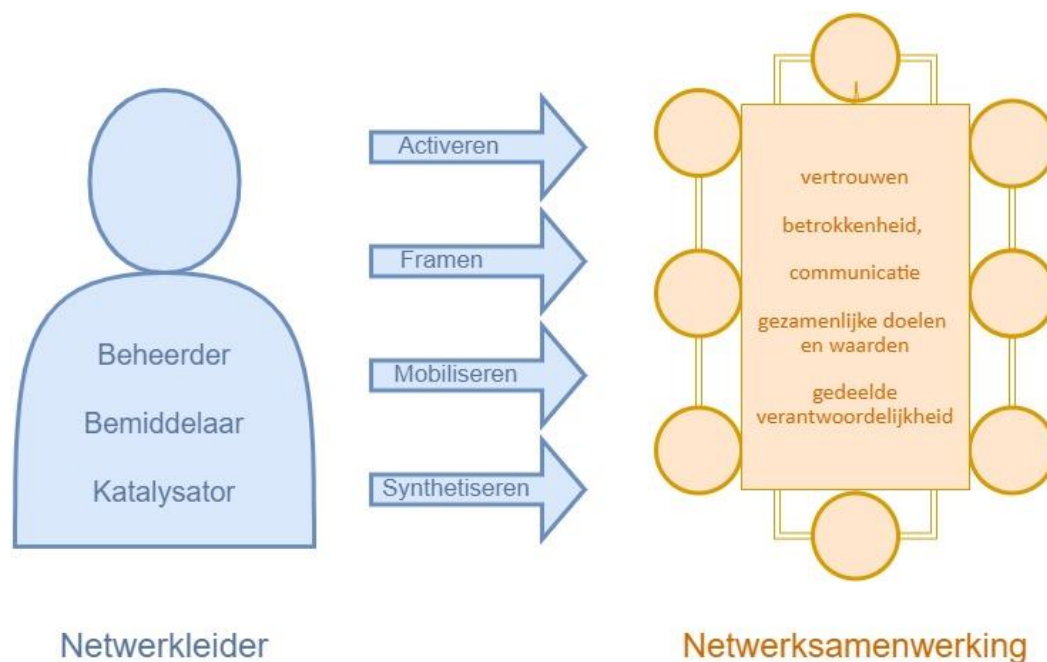 Beheerder
Bemiddelaar
Katalysator
Netwerkleider
Activeren
Framen
Mobiliseren
Synthetiseren
vertrouwen
betrokkenheid,
communicatie
gezamenlijke doelen
en waarden
gedeelde
verantwoordelijkheid
Netwerksamenwerking